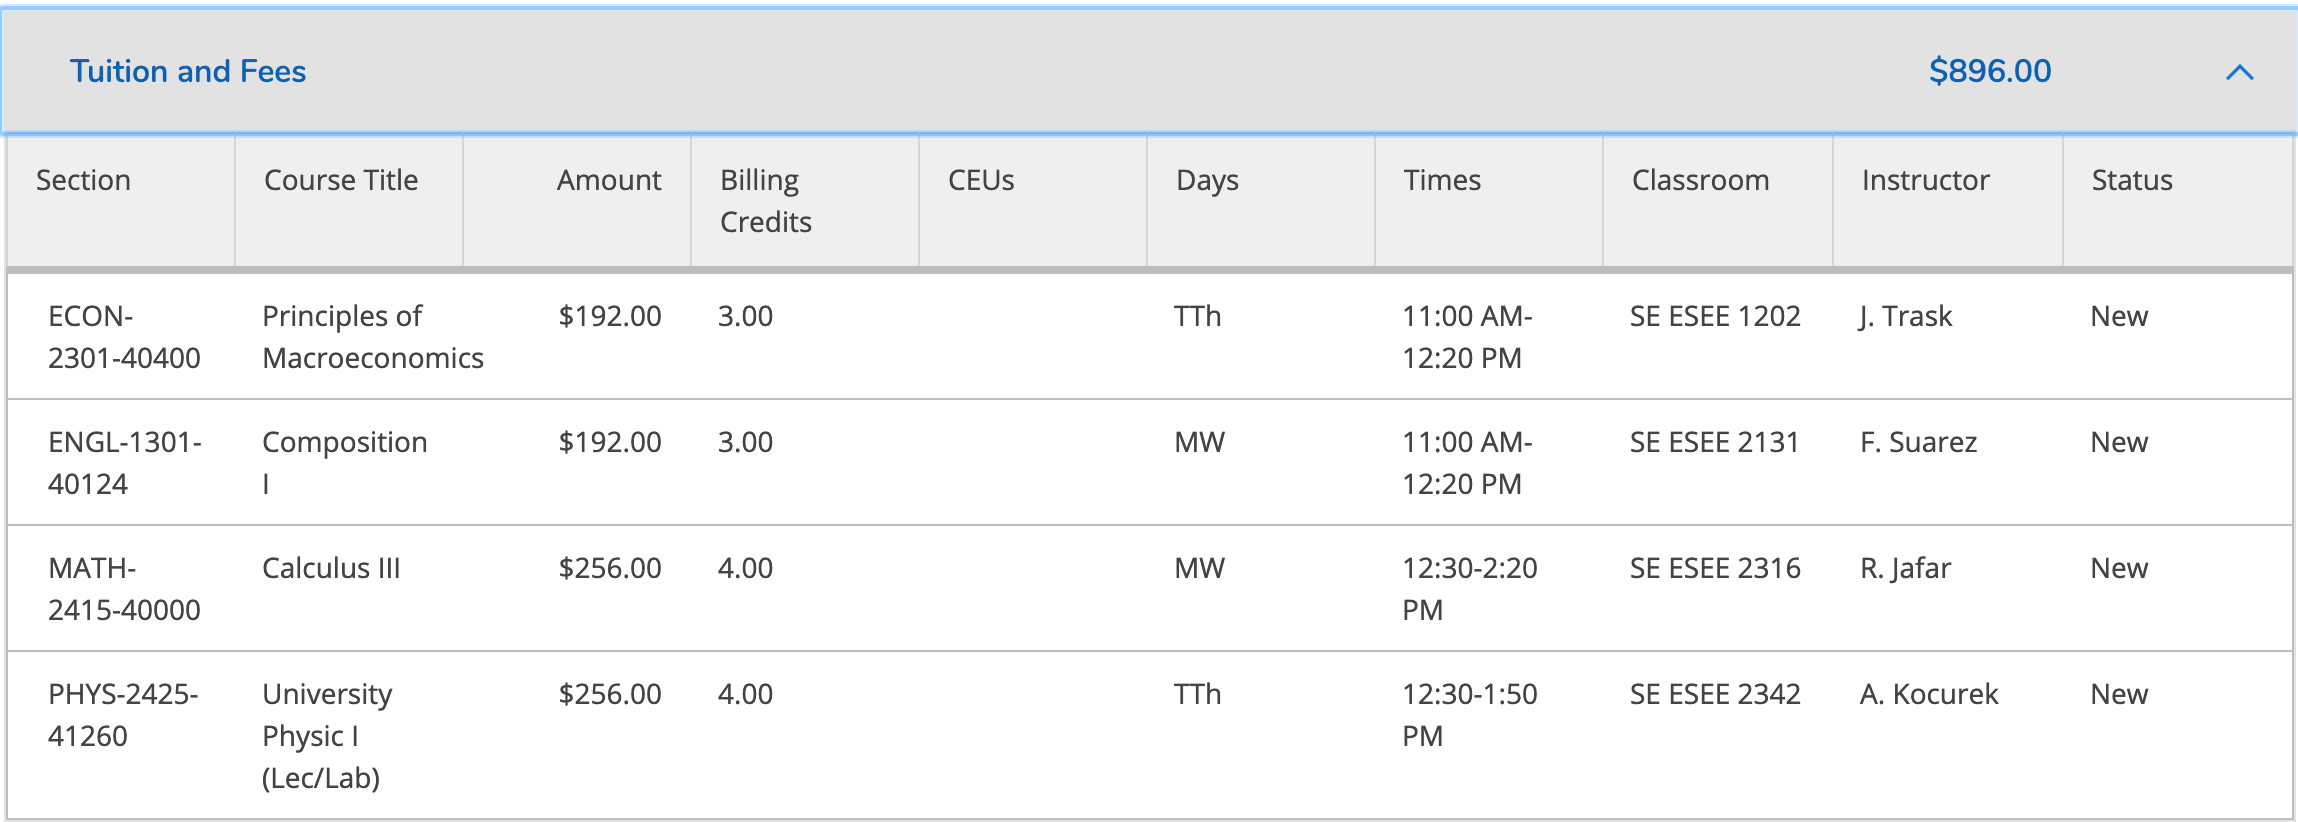 Tuition and Fees $896.00
Section Course Title Amount Billing Credits CEUs Days Times Classroom Instructor Status
ECON- Principles of $192.00 3.00 TTh 11:00 AM- SE ESEE 1202 J. Trask New
2301-40400 Macroeconomics 12:20 PM
ENGL-1301- Composition $192.00 3.00 MW 11:00 AM- SE ESEE 2131 F. Suarez New
40124 I 12:20 PM
MATH- Calculus III $256.00 4.00 MW 12:30-2:20 SE ESEE 2316 R. Jafar New
2415-40000 PM
PHYS-2425- University $256.00 4.00 TTh 12:30-1:50 SE ESEE 2342 A. Kocurek New
41260 Physic I PM
(Lec/Lab)